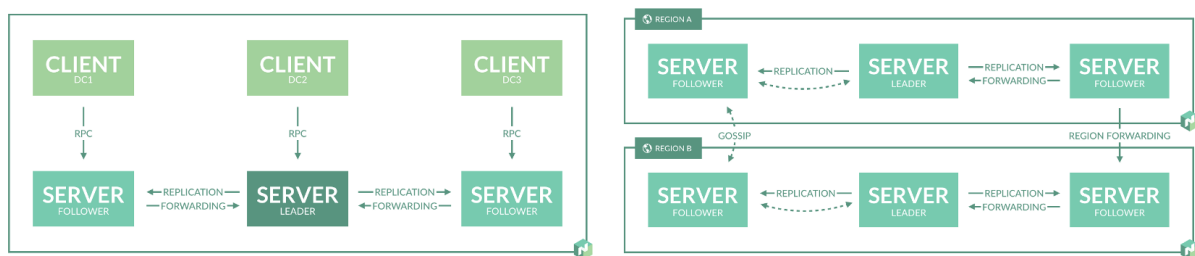 CLIENT
DC1
CLIENT
DC2
CLIENT
DC3
RPC
RPC
RPC
SERVER
FOLLOWER
REPLICATION
FORWARDING
SERVER
LEADER
REPLICATION
FORWARDING
SERVER
FOLLOWER
REGION A
SERVER
FOLLOWER
REPLICATION
SERVER
LEADER
REPLICATION
FORWARDING
SERVER
FOLLOWER
GOSSIP
REGION FORWARDING
REGION B
SERVER
FOLLOWER
REPLICATION
SERVER
LEADER
REPLICATION
FORWARDING
SERVER
FOLLOWER